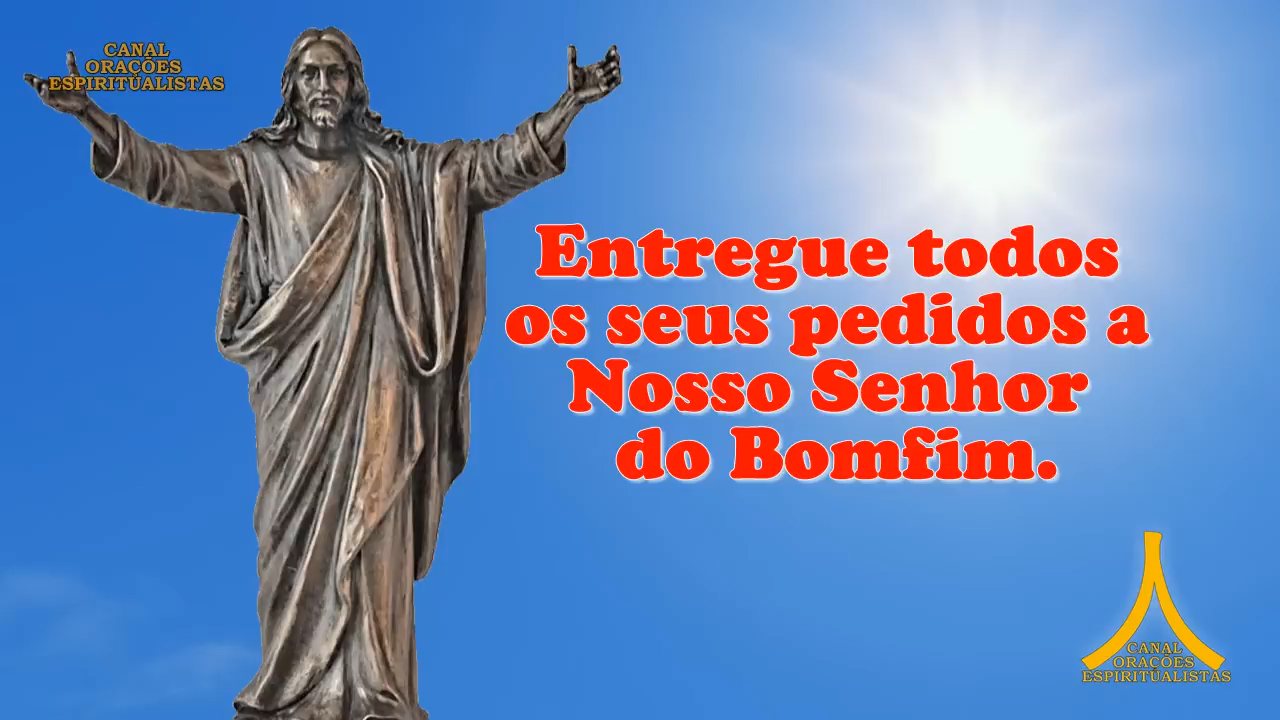 CANAL
ORAÇÕES
ESPIRITUALISTAS
Entregue todos
os seus pedidos a
Nosso Senhor
do Bomfim.
CANAL
ORAÇÕES
ESPIRITUALISTAS